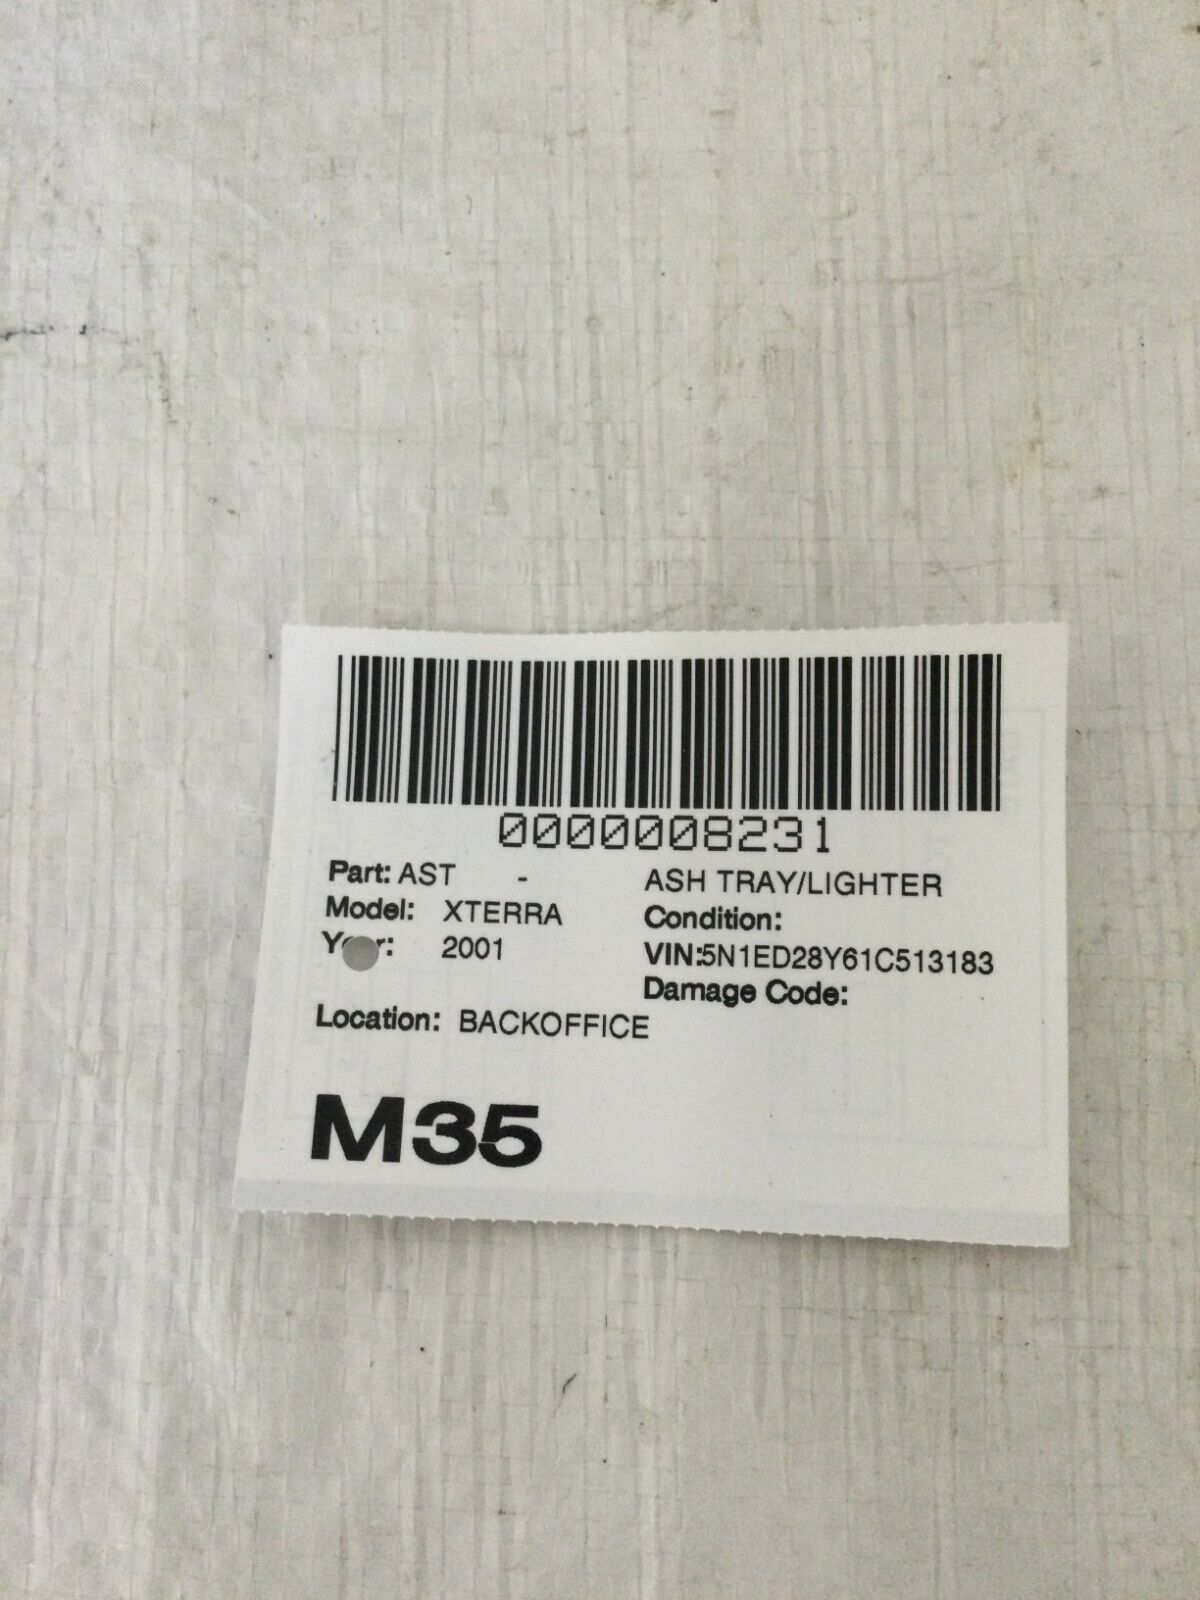 0000008231
Part: AST - ASH TRAY/LIGHTER
Model: XTERRA Condition:
2001 VIN:5N1ED28Y61C513183
Damage Code:
Location: BACKOFFICE
M35